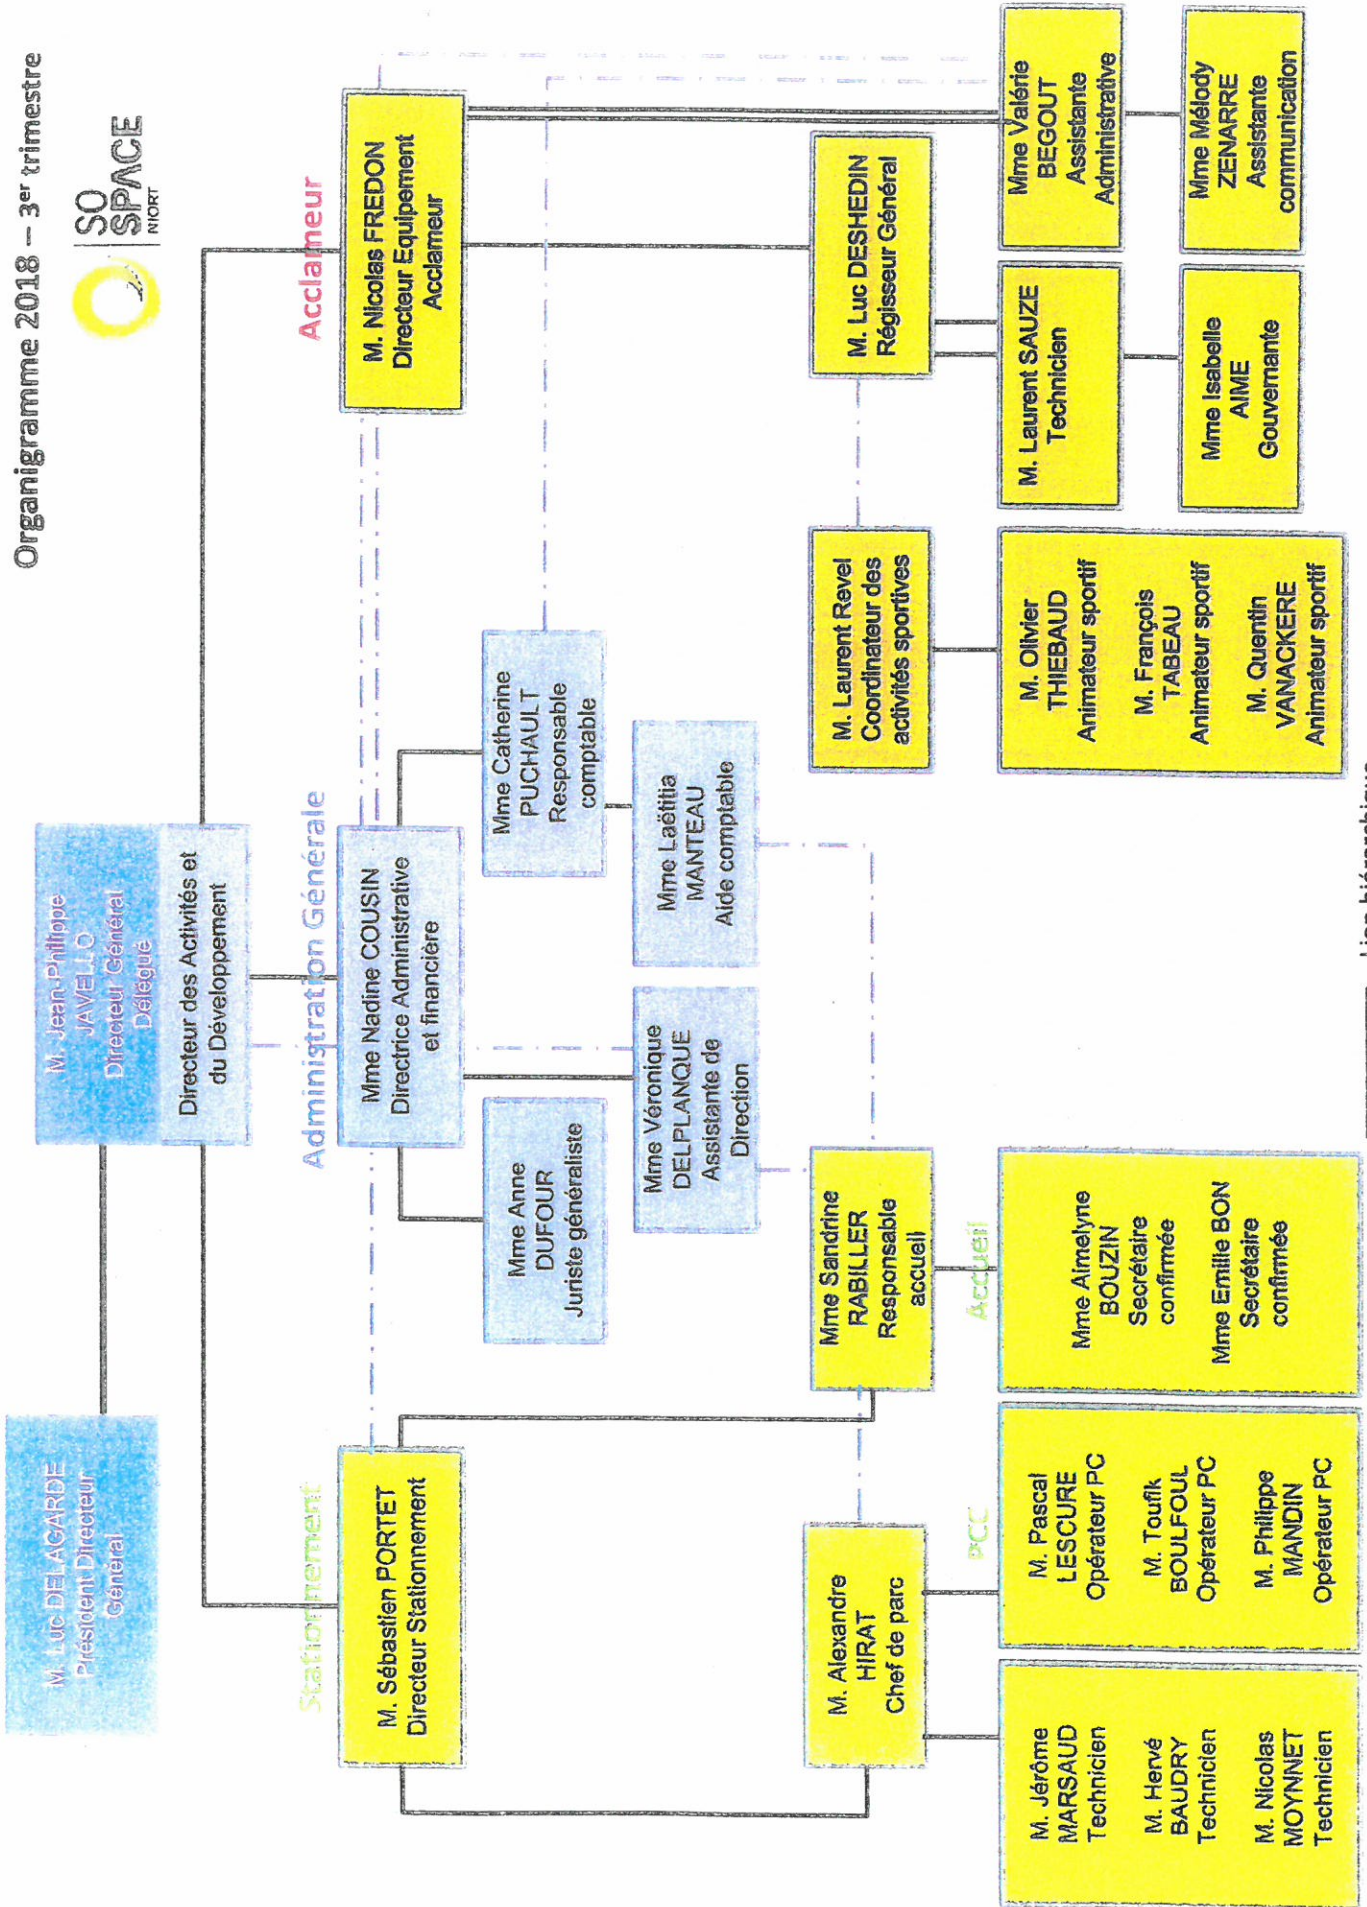 Organigramme 2018 – 3er trimestre
SO
SPACE
NIORT
M. Luc DELAGARDE
Président Directeur
Général
M. Jean-Philippe
JAVELLO
Directeur Général
Délégué
Directeur des Activités et
du Développement
Stationnement
Administration Générale
Acclameur
M. Sébastien PORTET
Directeur Stationnement
Mme Nadine COUSIN
Directrice Administrative
et financière
M. Nicolas FREDON
Directeur Equipement
Acclameur
Mme Anne
DUFOUR
Juriste généraliste
Mme Catherine
PUCHAULT
Responsable
comptable
Mme Véronique
DELPLANQUE
Assistante de
Direction
Mme Laëtitia
MANTEAU
Aide comptable
M. Alexandre
HIRAT
Chef de parc
Mme Sandrine
RABILLER
Responsable
accueil
M. Laurent Revel
Coordinateur des
activités sportives
M. Luc DESHEDIN
Régisseur Général
PCC
Accueil
M. Jérôme
MARSAUD
Technicien
M. Hervé
BAUDRY
Technicien
M. Nicolas
MOYNNET
Technicien
M. Pascal
LESCURE
Opérateur PC
M. Toufik
BOULFOUL
Opérateur PC
M. Philippe
MANDIN
Opérateur PC
Mme Aimelyne
BOUZIN
Secrétaire
confirmée
Mme Emilie BON
Secrétaire
confirmée
M. Olivier
THIEBAUD
Animateur sportif
M. François
TABEAU
Animateur sportif
M. Quentin
VANACKERE
Animateur sportif
M. Laurent SAUZE
Technicien
Mme Isabelle
AIME
Gouvernante
Mme Valérie
BEGOUT
Assistante
Administrative
Mme Mélody
ZENARRE
Assistante
communication
Lien hiérarchique